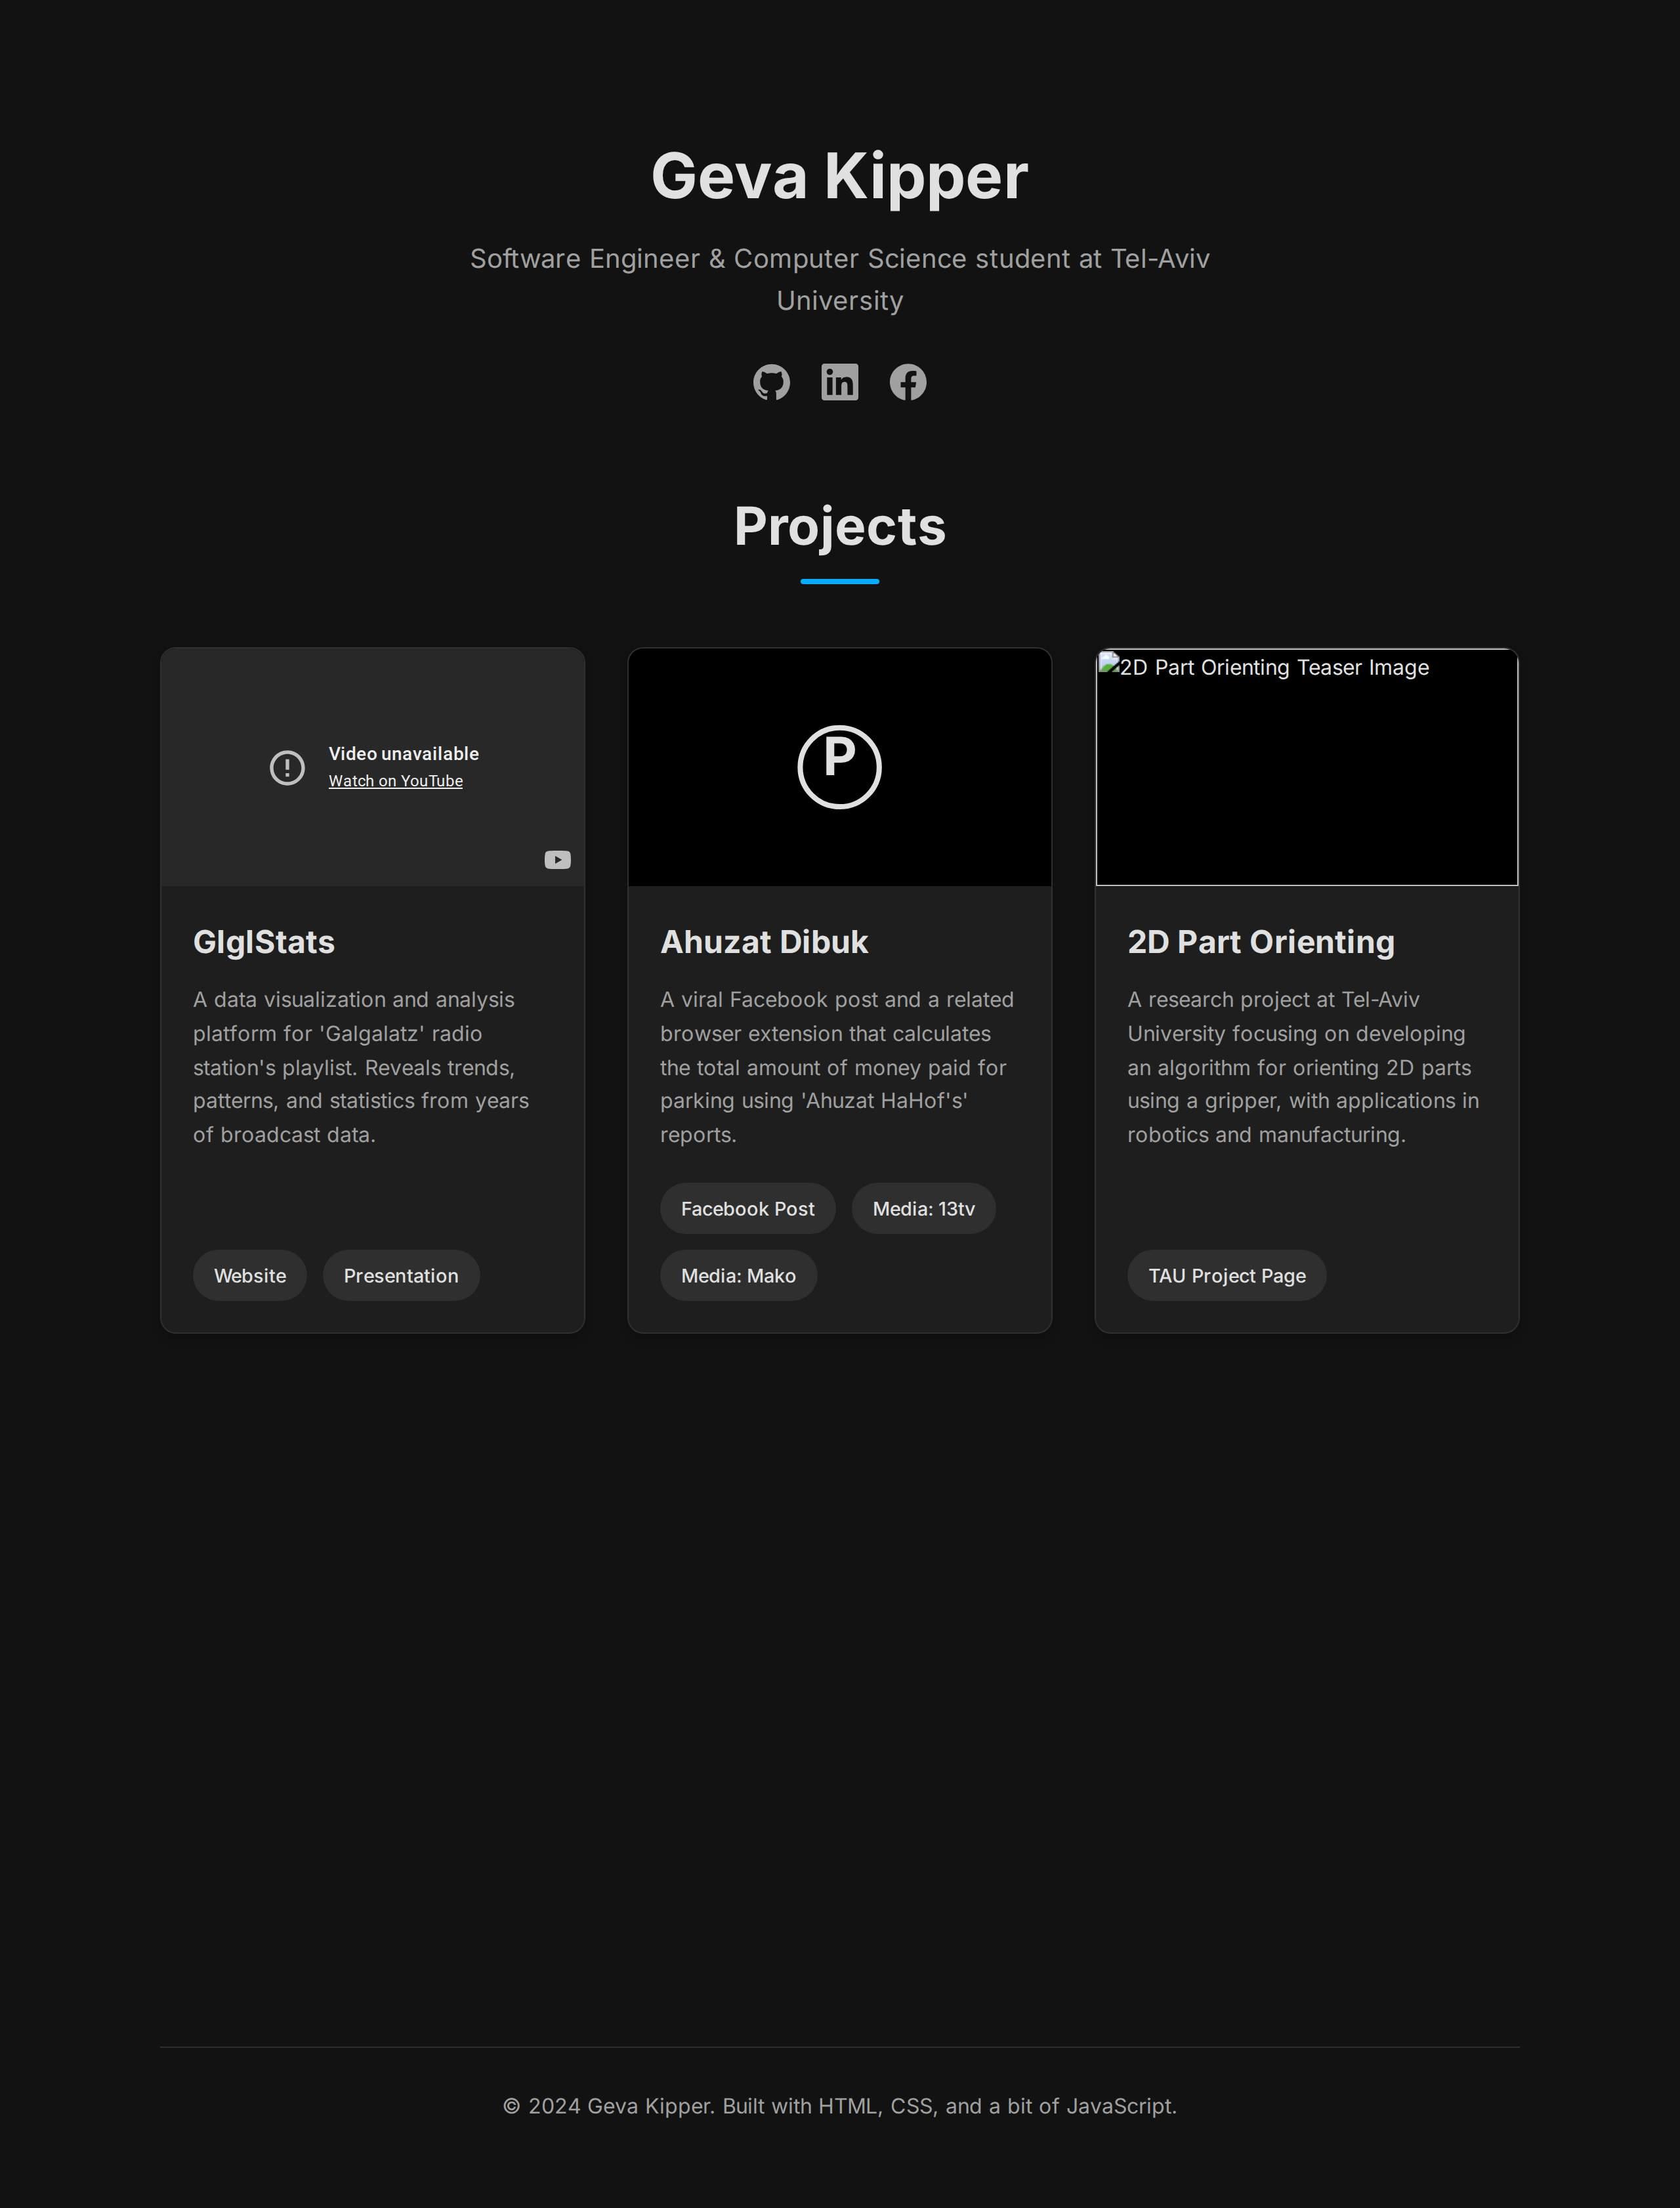 Geva Kipper
Software Engineer & Computer Science student at Tel-Aviv
University
Projects
Video unavailable
Watch on YouTube
P
2D Part Orienting Teaser Image
GlglStats
A data visualization and analysis
platform for 'Galgalatz' radio
station's playlist. Reveals trends,
patterns, and statistics from years
of broadcast data.
Website
Presentation
Ahuzat Dibuk
A viral Facebook post and a related
browser extension that calculates
the total amount of money paid for
parking using 'Ahuzat HaHof's'
reports.
Facebook Post
Media: 13tv
Media: Mako
2D Part Orienting
A research project at Tel-Aviv
University focusing on developing
an algorithm for orienting 2D parts
using a gripper, with applications in
robotics and manufacturing.
TAU Project Page
© 2024 Geva Kipper. Built with HTML, CSS, and a bit of JavaScript.